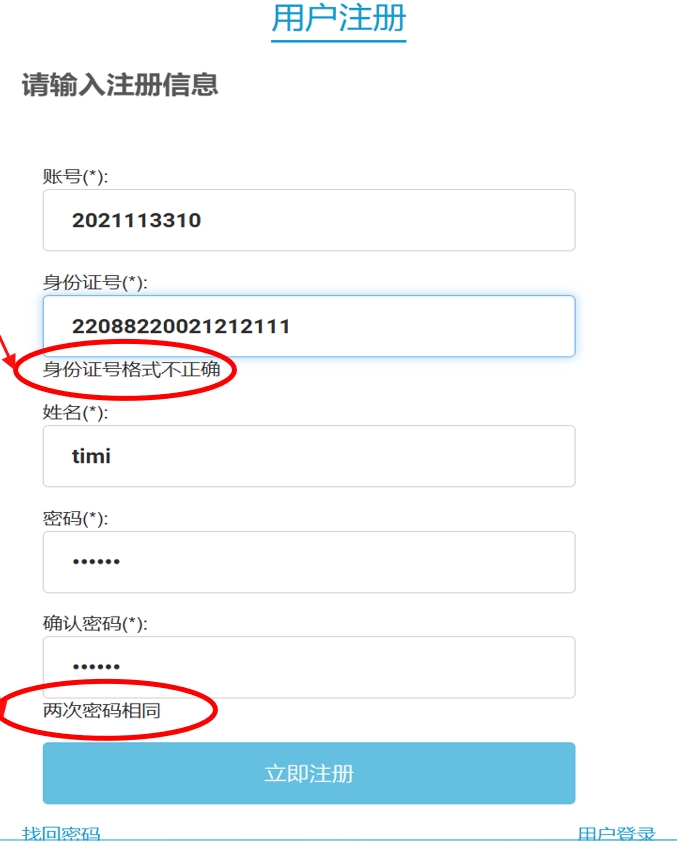 用户注册
请输入注册信息
账号(*):
2021113310
身份证号(*):
22088220021212111
身份证号格式不正确
姓名(*):
timi
密码(*):
••••••
确认密码(*):
••••••
两次密码相同
立即注册
找回密码 用户登录